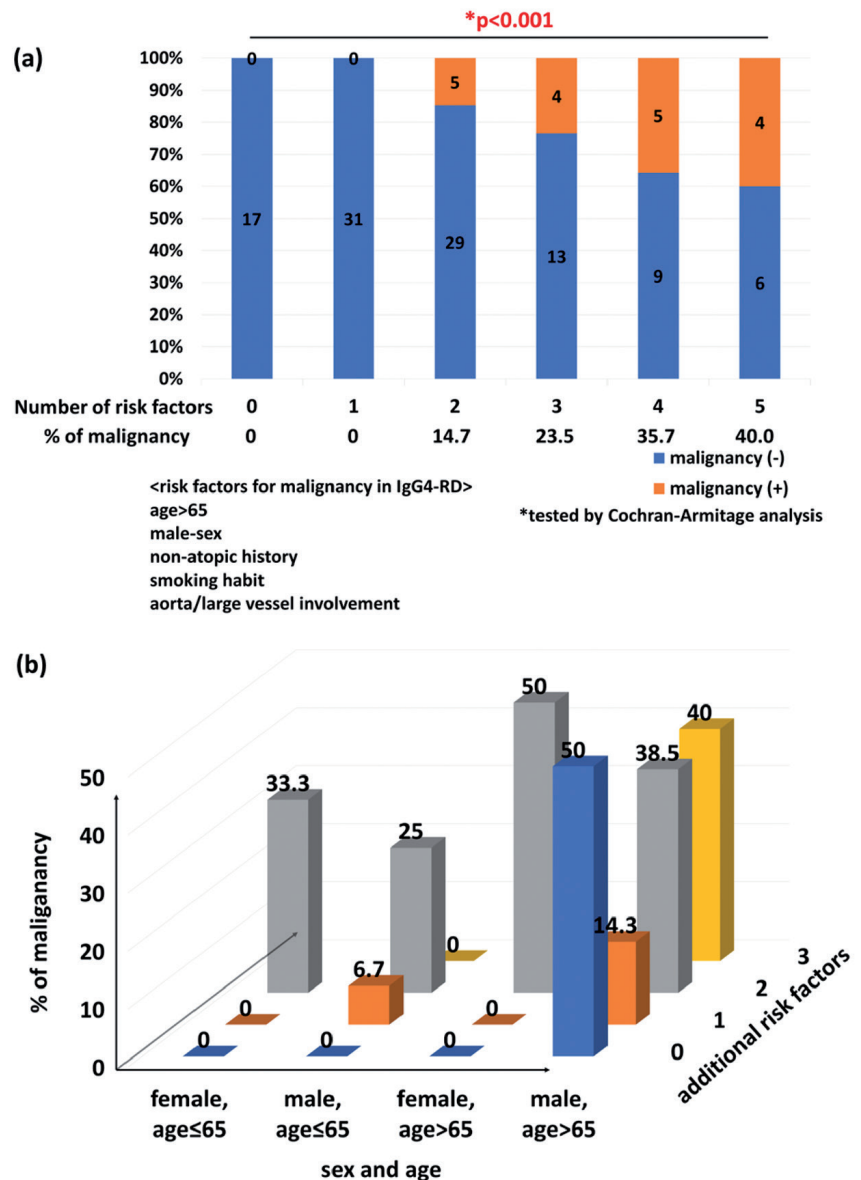 *p<0.001
(a)
100%
90%
80%
70%
60%
50%
40%
30%
20%
10%
0%
0 0 5 4 5 4
17 31 29 13 9 6
Number of risk factors 0 1 2 3 4 5
% of malignancy 0 0 14.7 23.5 35.7 40.0
malignancy (-)
malignancy (+)
*tested by Cochran-Armitage analysis
<risk factors for malignancy in IgG4-RD>
age>65
male-sex
non-atopic history
smoking habit
aorta/large vessel involvement
(b)
% of maliganancy
50
40
30
20
10
0
33.3 25 50 38.5
0 40
0 6.7 0 14.3
0 0 0 50
female, age≤65
male, age≤65
female, age>65
male, age>65
sex and age
0 1 2 3
additional risk factors